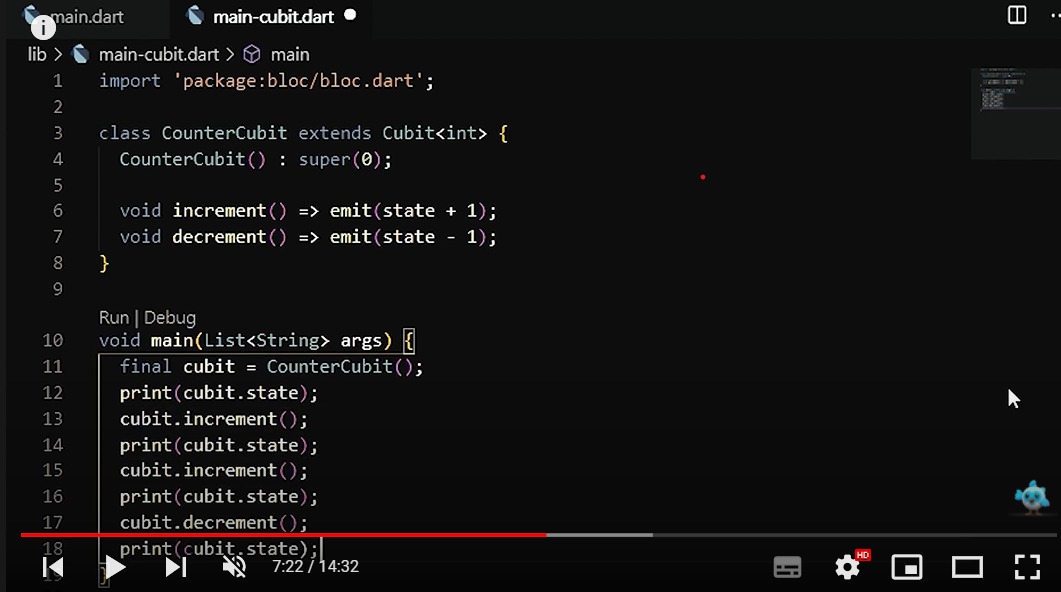 main.dart
main-cubit.dart
lib > main-cubit.dart > main
1 import 'package:bloc/bloc.dart';
2
3 class CounterCubit extends Cubit<int> {
4   CounterCubit() : super(0);
5
6   void increment() => emit(state + 1);
7   void decrement() => emit(state - 1);
8 }
9
Run | Debug
10 void main(List<String> args) {
11   final cubit = CounterCubit();
12   print(cubit.state);
13   cubit.increment();
14   print(cubit.state);
15   cubit.increment();
16   print(cubit.state);
17   cubit.decrement();
18   print(cubit.state);
19 }
7:22 / 14:32
HD